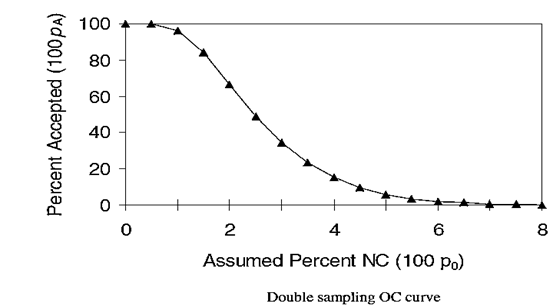 Percent Accepted (100pA)
100
80
60
40
20
0
0 2 4 6 8
Assumed Percent NC (100 p₀)
Double sampling OC curve